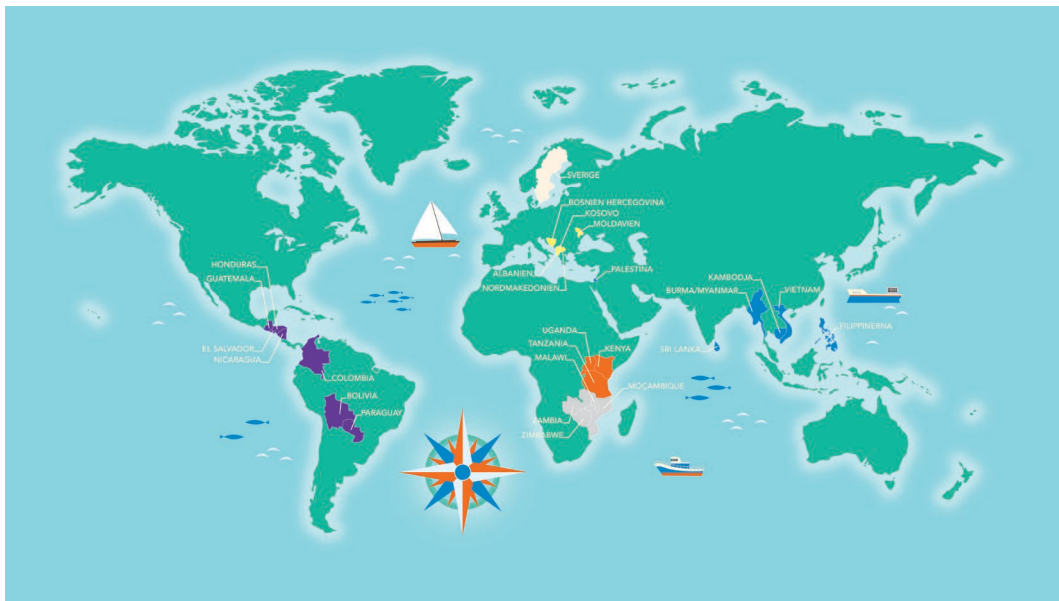 SVERIGE
BOSNIEN HERCEGOVINA
KOSOVO
MOLDAVIEN
HONDURAS
GUATEMALA
ALBANIEN
NORDMAKEDONIEN
PALESTINA
KAMBODJA
BURMA/MYANMAR
VIETNAM
FILIPPINERNA
EL SALVADOR
NICARAGUA
UGANDA
TANZANIA
MALAWI
KENYA
SRI LANKA
COLOMBIA
BOLIVIA
PARAGUAY
MOÇAMBIQUE
ZAMBIA
ZIMBABWE